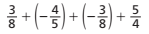 3/8 + (−4/5) + (−3/8) + 5/4